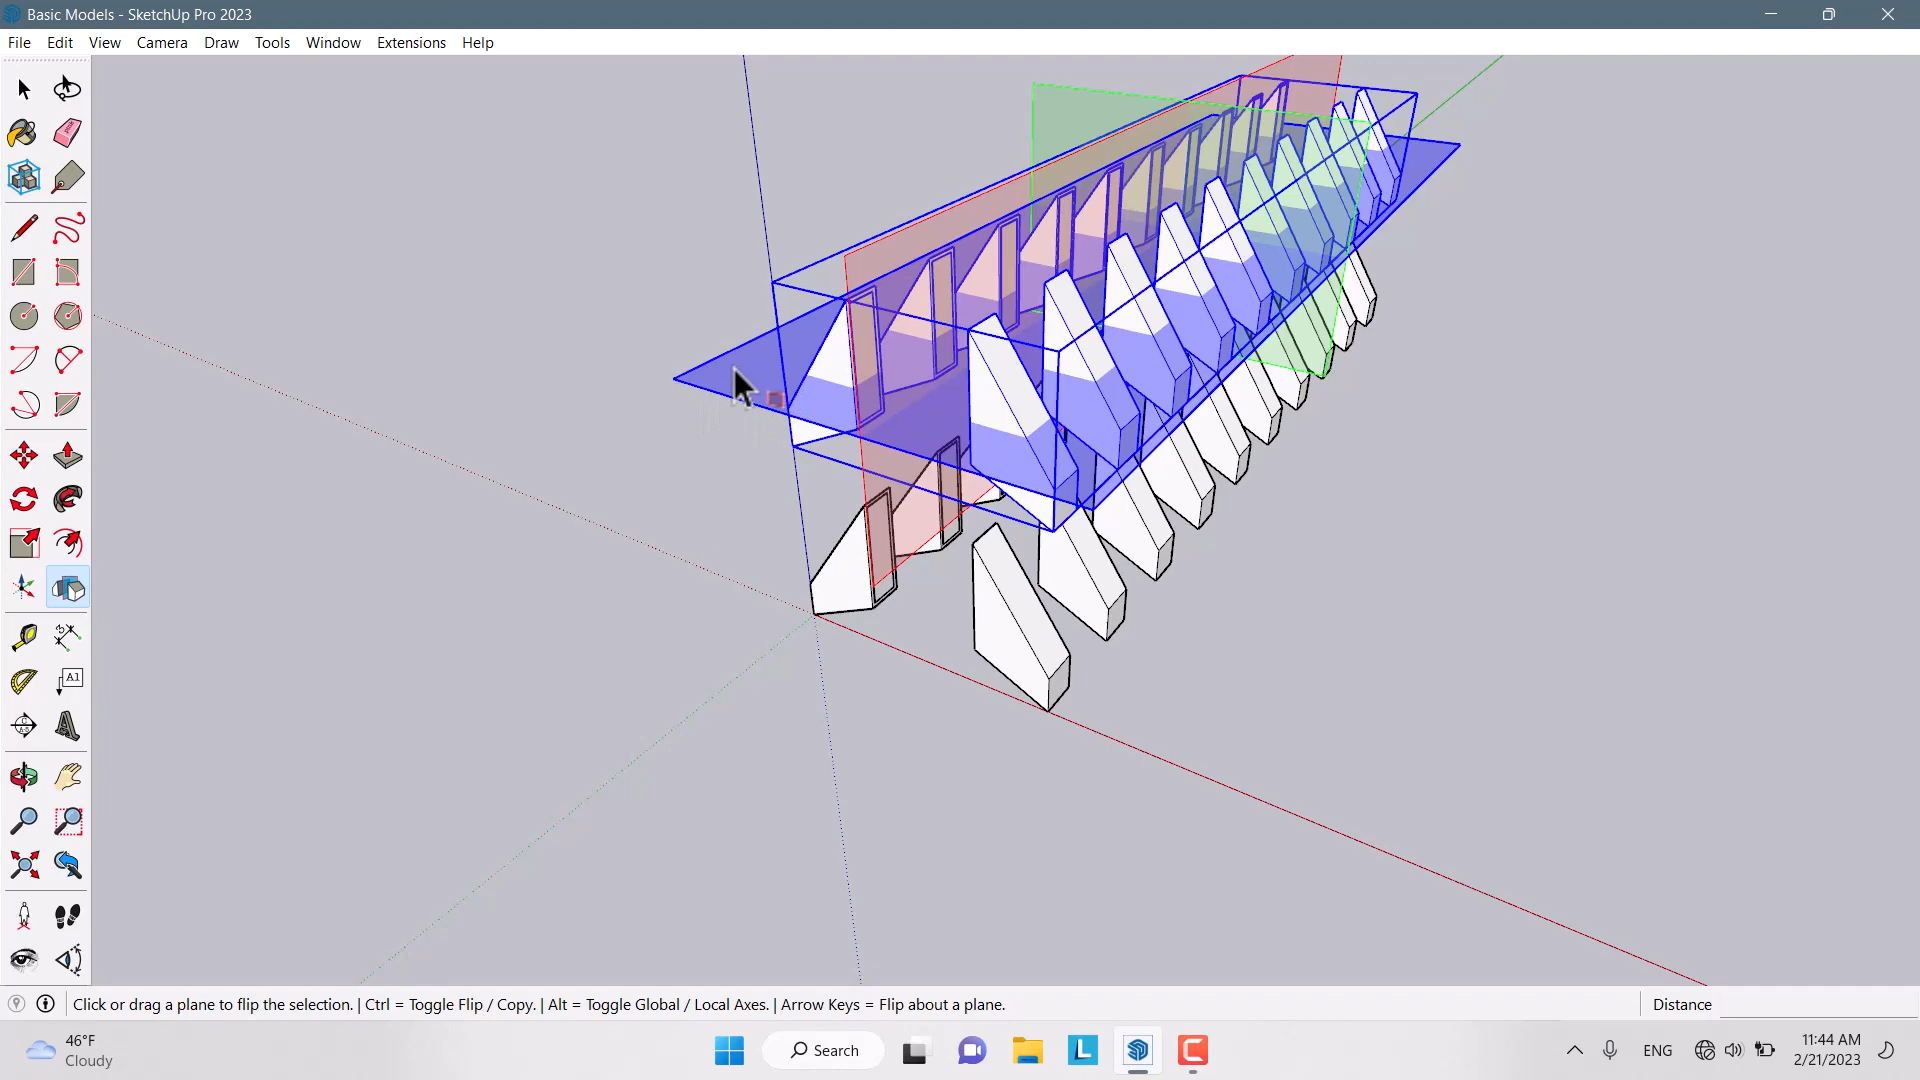 Basic Models - SketchUp Pro 2023
File Edit View Camera Draw Tools Window Extensions Help
A1
Click or drag a plane to flip the selection. | Ctrl = Toggle Flip / Copy. | Alt = Toggle Global / Local Axes. | Arrow Keys = Flip about a plane.
Distance
46°F
Cloudy
Search
ENG
11:44 AM
2/21/2023